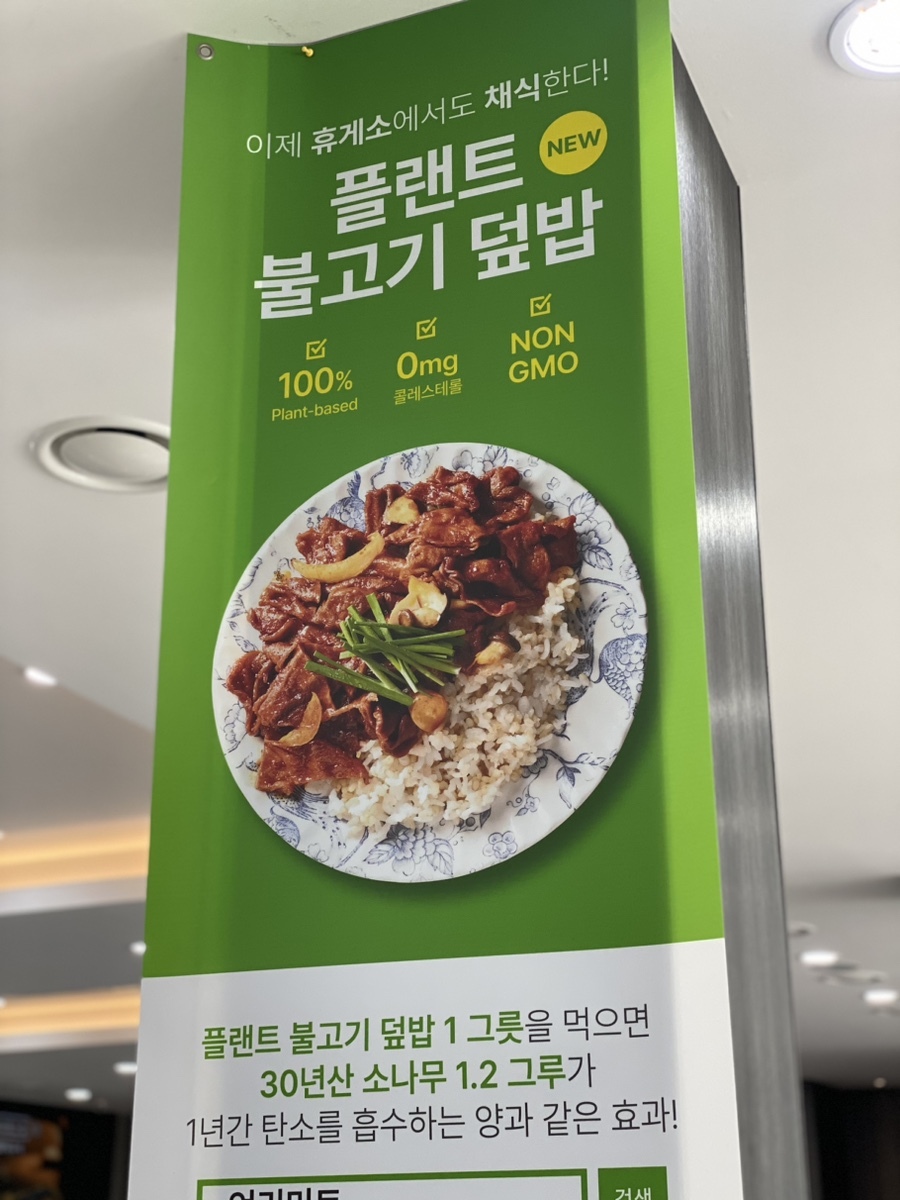 이제 휴게소에서도 채식한다!
플랜트 NEW
불고기 덮밥
100% 0mg NON
Plant-based 콜레스테롤 GMO
플랜트 불고기 덮밥 1 그릇을 먹으면
30년산 소나무 1.2 그루가
1년간 탄소를 흡수하는 양과 같은 효과!
검색